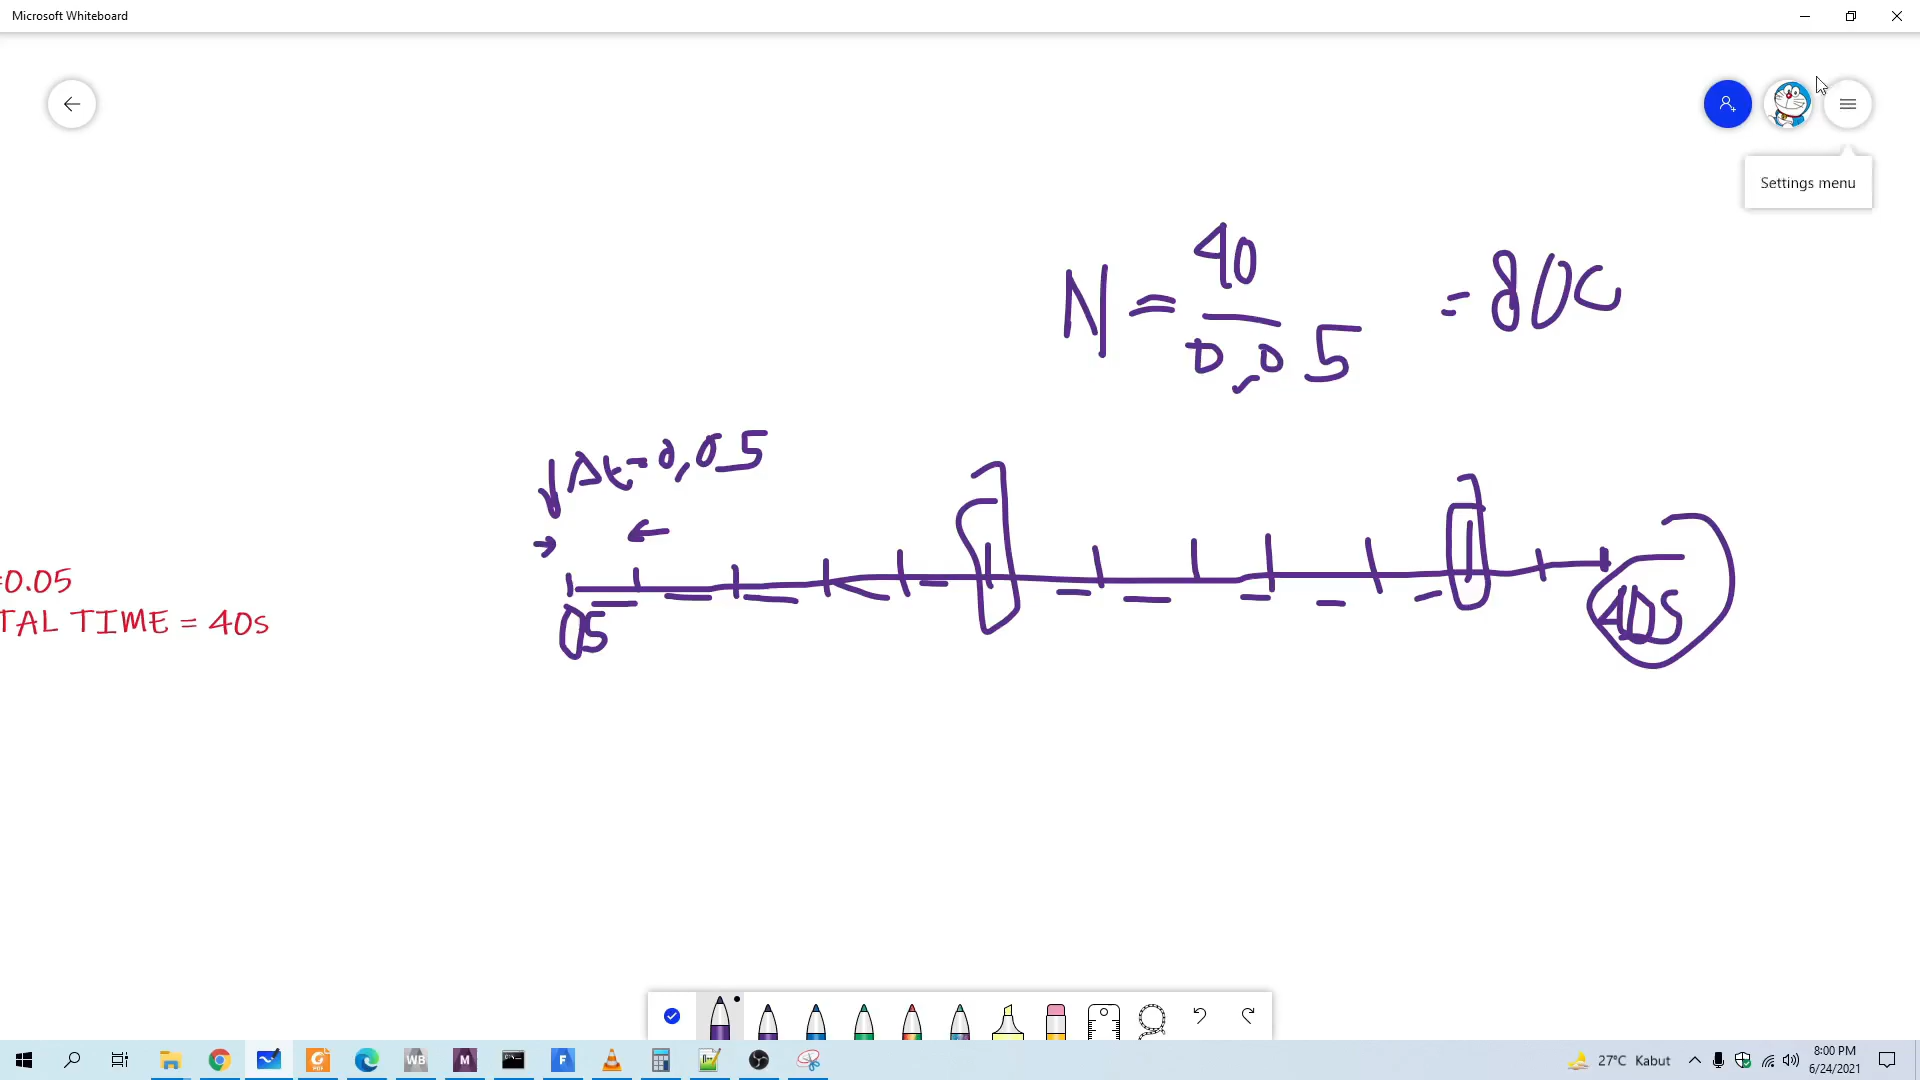 Microsoft Whiteboard
Settings menu
N = 40
0,05
= 800
Δt=0,05
=0.05
TAL TIME = 40s
0s
40s
WB
M
F
27°C Kabut
8:00 PM
6/24/2021